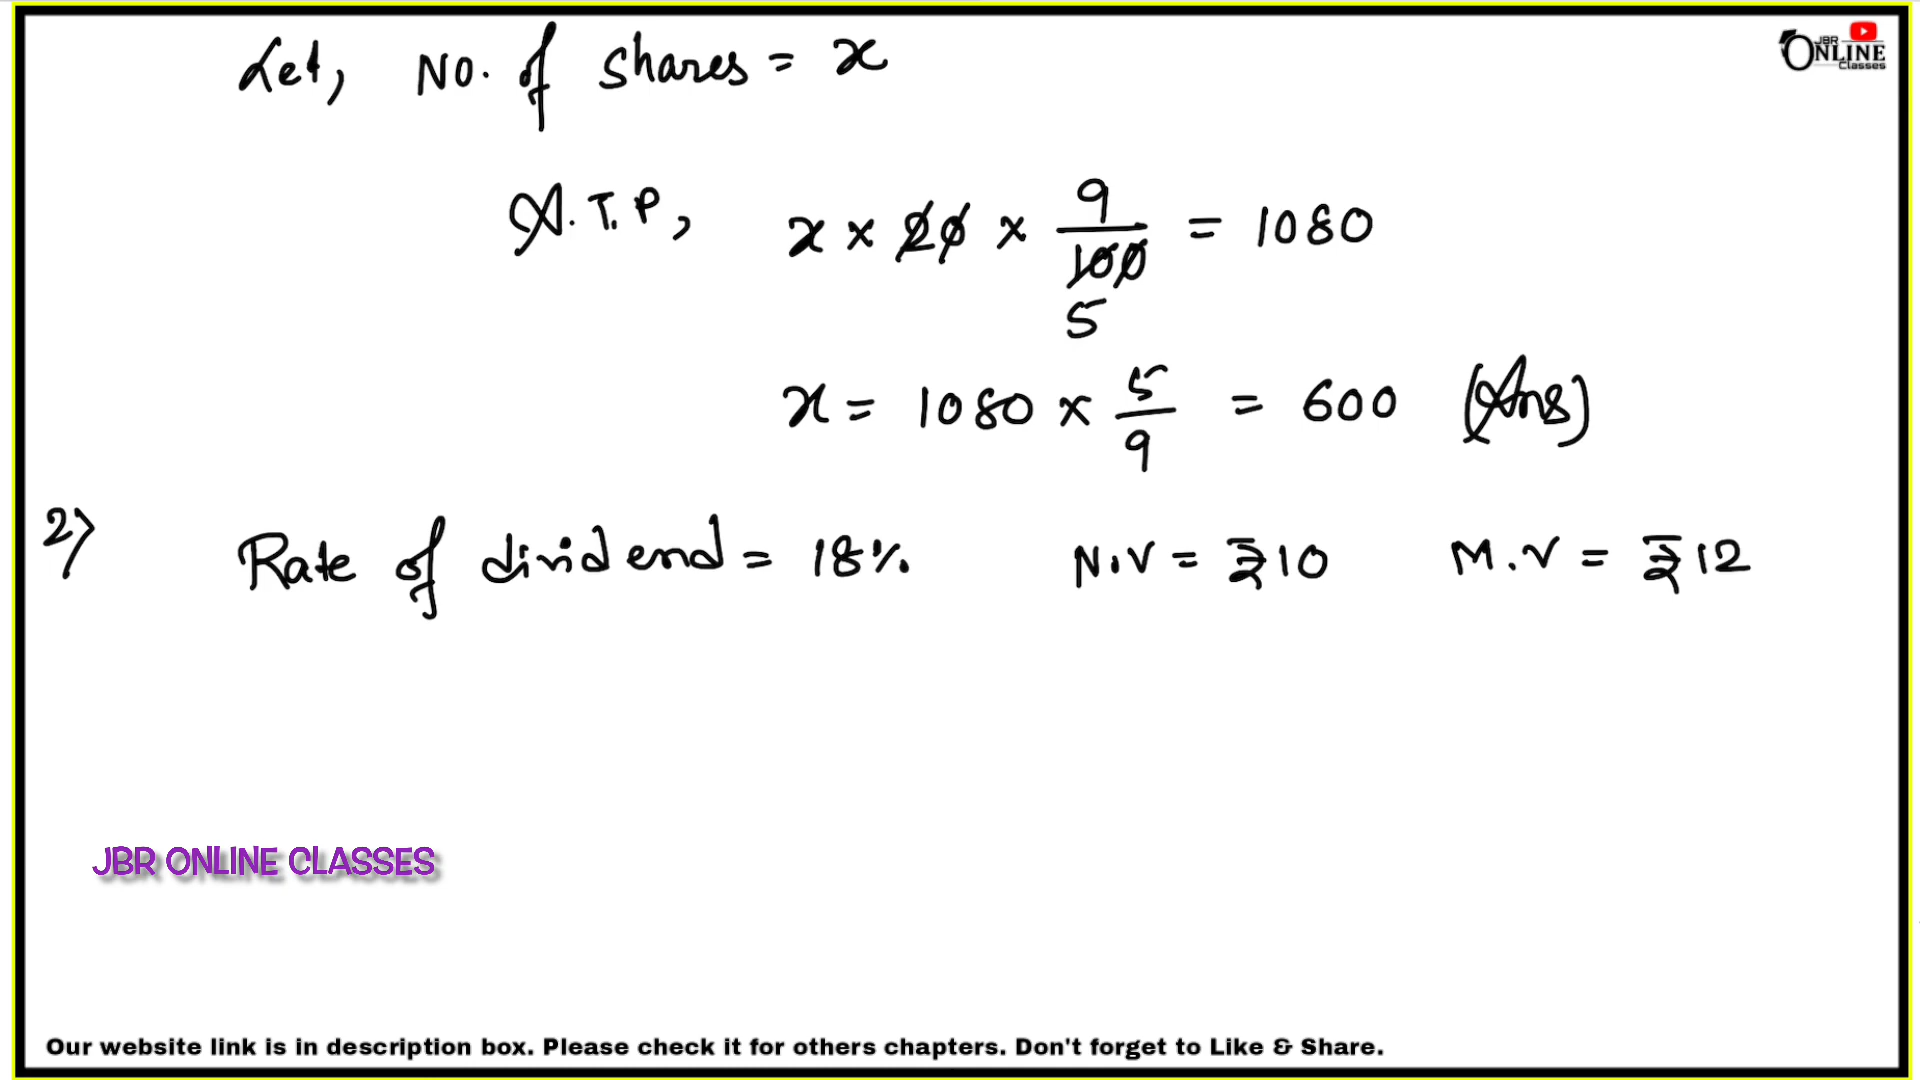 Let, No. of shares = x
JBR
ONLINE
Classes
A.T.P, x × 20 × 9/100 = 1080
5
x = 1080 × 5/9 = 600 (Ans)
2) Rate of dividend = 18% N.V = ₹10 M.V = ₹12
JBR ONLINE CLASSES
Our website link is in description box. Please check it for others chapters. Don't forget to Like & Share.